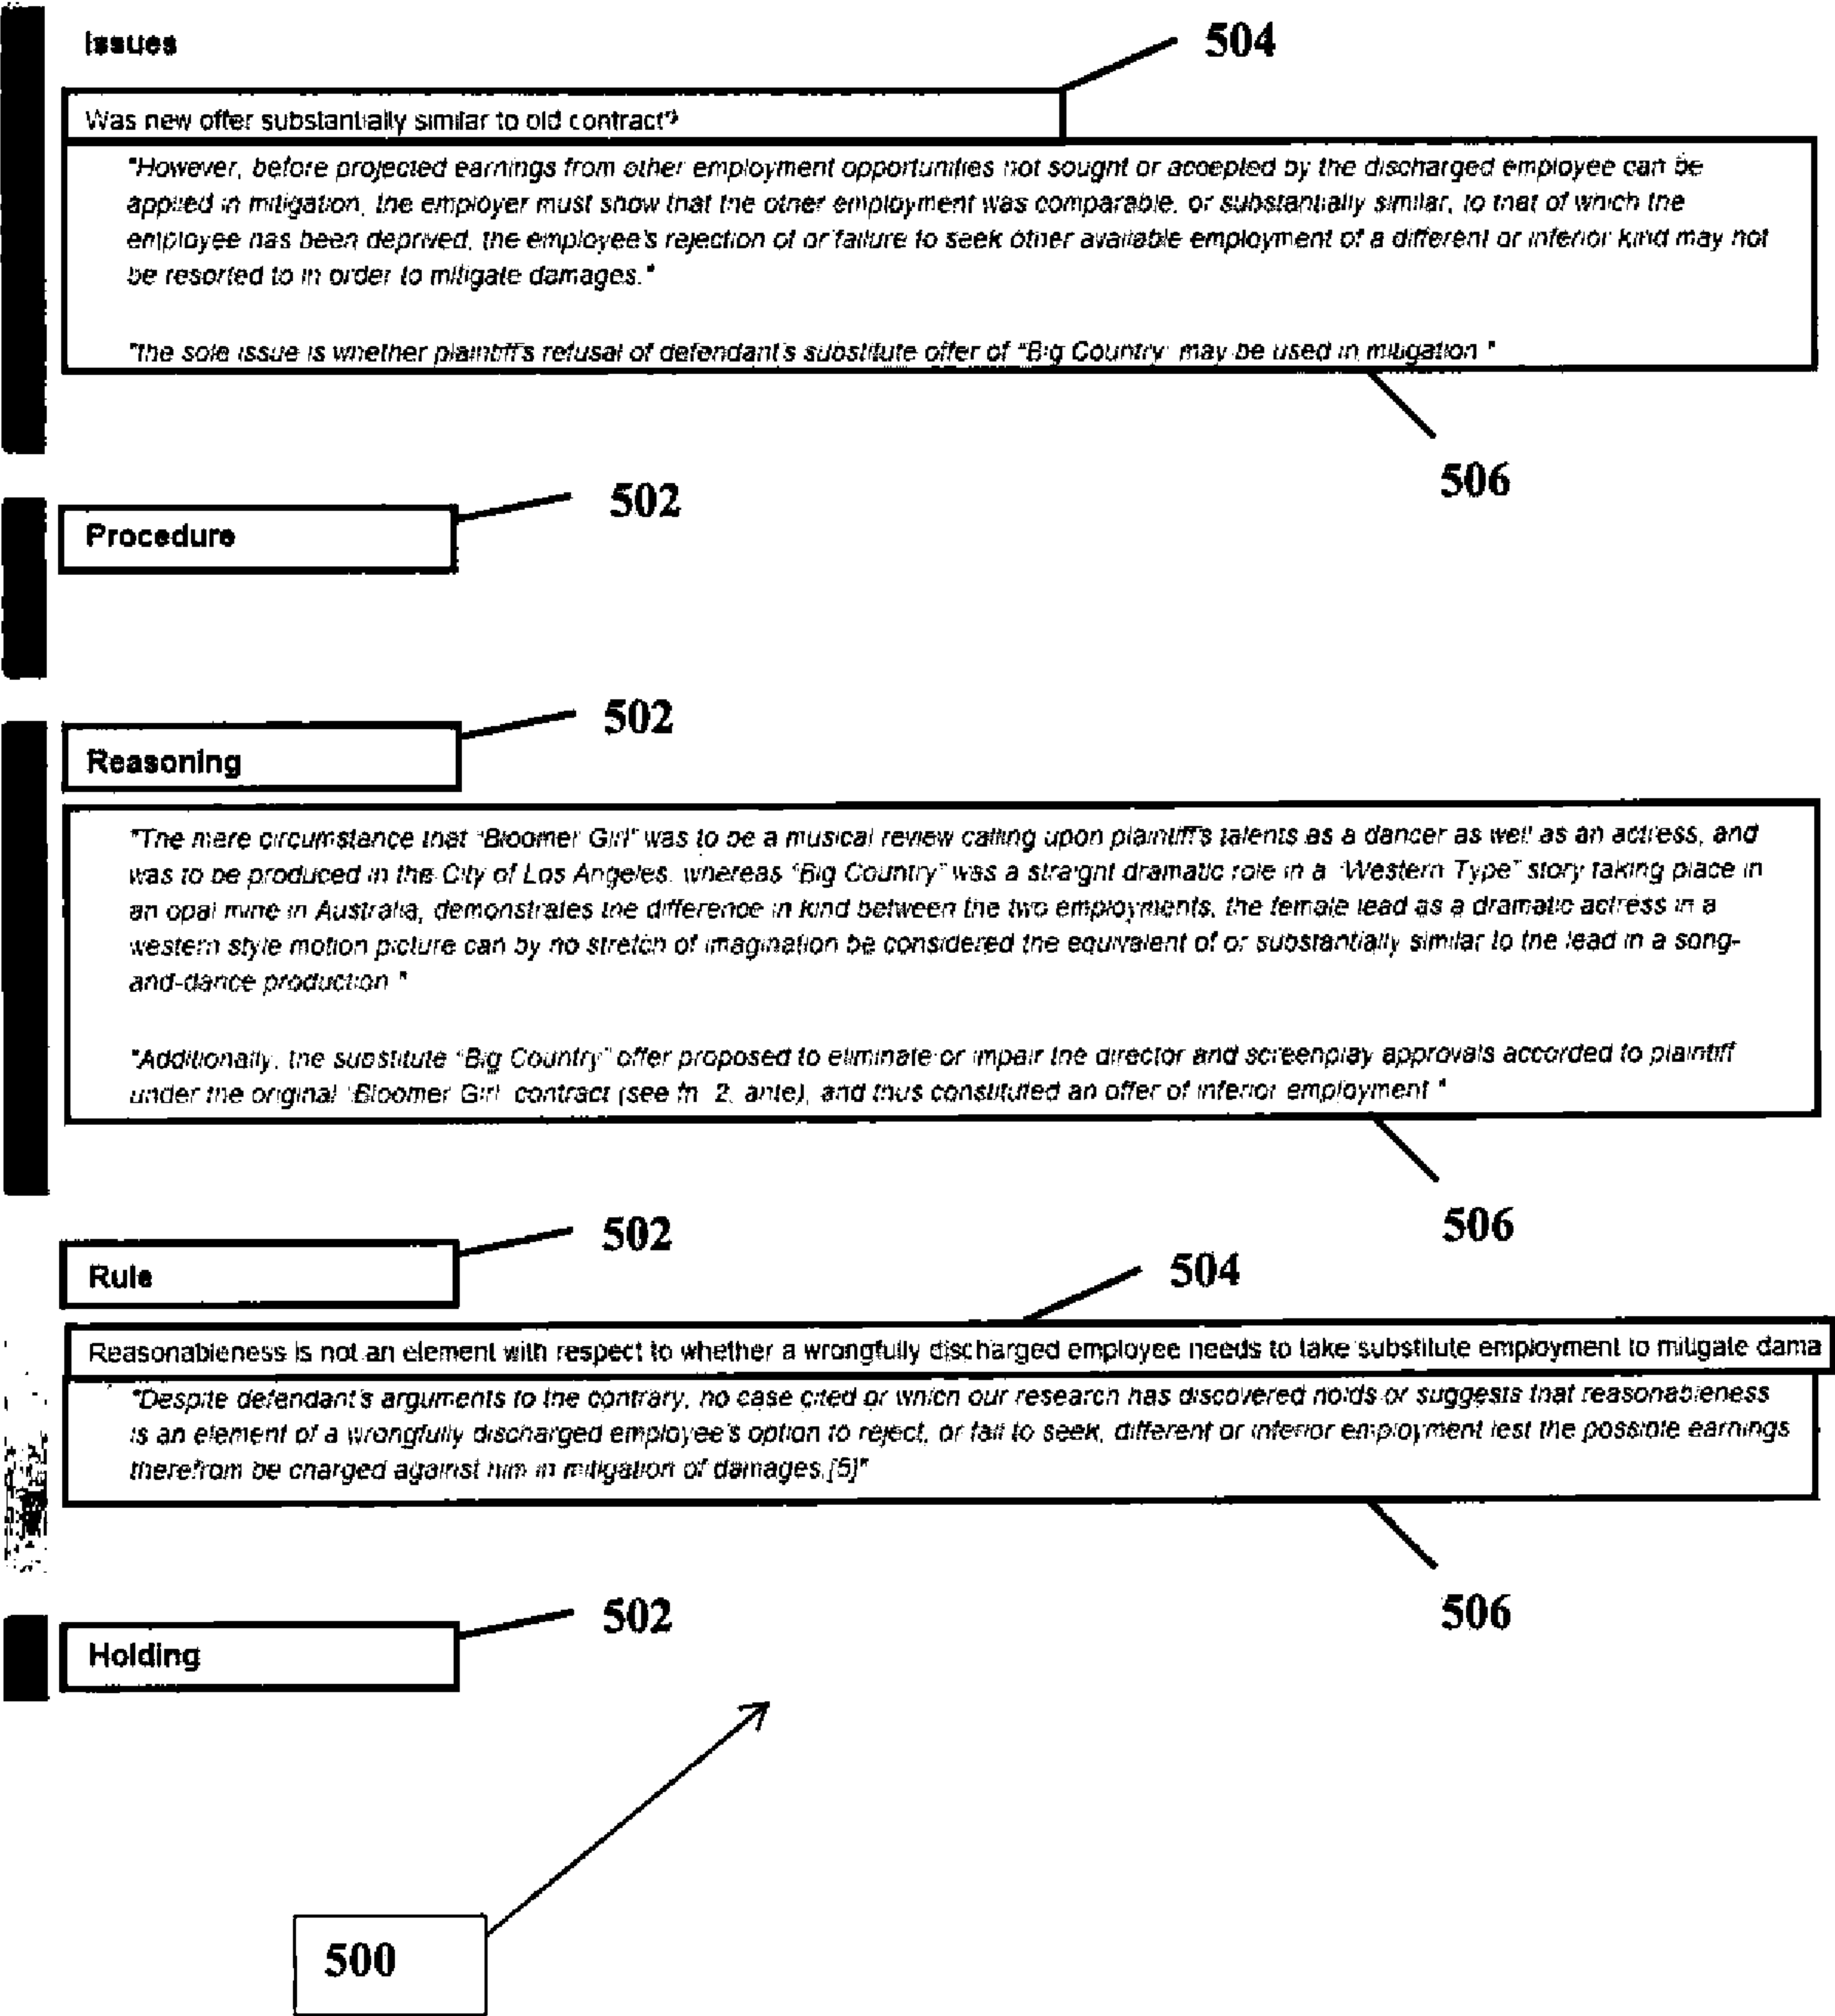 Issues
504
Was new offer substantially similar to old contract?
"However, before projected earnings from other employment opportunities not sought or accepted by the discharged employee can be
applied in mitigation, the employer must show that the other employment was comparable, or substantially similar, to that of which the
employee has been deprived, the employee's rejection of or failure to seek other available employment of a different or inferior kind may not
be resorted to in order to mitigate damages."
"The sole issue is whether plaintiff's refusal of defendant's substitute offer of "Big Country" may be used in mitigation."
506
502
Procedure
502
Reasoning
"The mere circumstance that "Bloomer Girl" was to be a musical review calling upon plaintiff's talents as a dancer as well as an actress, and
was to be produced in the City of Los Angeles, whereas "Big Country" was a straight dramatic role in a "Western Type" story taking place in
an opal mine in Australia, demonstrates the difference in kind between the two employments, the female lead as a dramatic actress in a
western style motion picture can by no stretch of imagination be considered the equivalent of or substantially similar to the lead in a song-
and-dance production."
"Additionally, the substitute "Big Country" offer proposed to eliminate or impair the director and screenplay approvals accorded to plaintiff
under the original "Bloomer Girl" contract (see fn. 2, ante), and thus constituted an offer of inferior employment."
506
502
Rule
504
Reasonableness is not an element with respect to whether a wrongfully discharged employee needs to take substitute employment to mitigate dama
"Despite defendant's arguments to the contrary, no case cited or which our research has discovered holds or suggests that reasonableness
is an element of a wrongfully discharged employee's option to reject, or fail to seek, different or inferior employment lest the possible earnings
therefrom be charged against him in mitigation of damages.[5]"
506
502
Holding
500